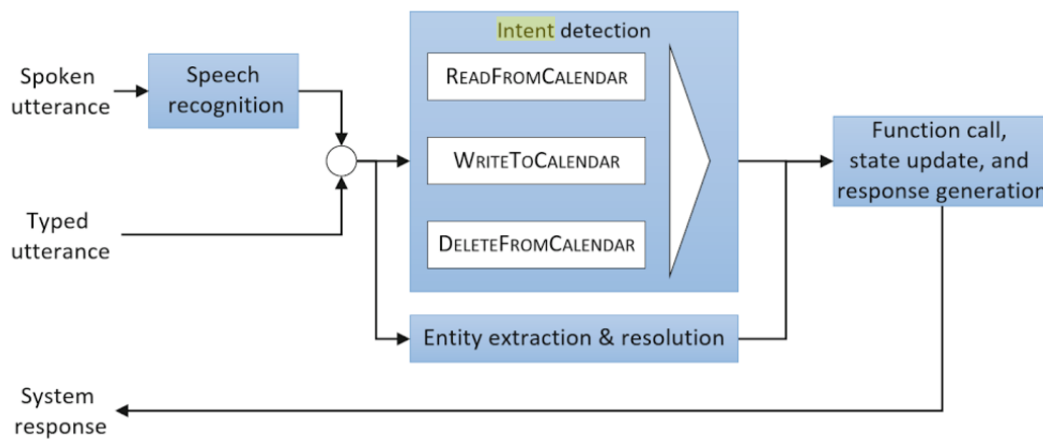 Intent detection
Spoken
utterance
Speech
recognition
READFROMCALENDAR
WRITETOCALENDAR
DELETEFROMCALENDAR
Function call,
state update, and
response generation
Typed
utterance
Entity extraction & resolution
System
response